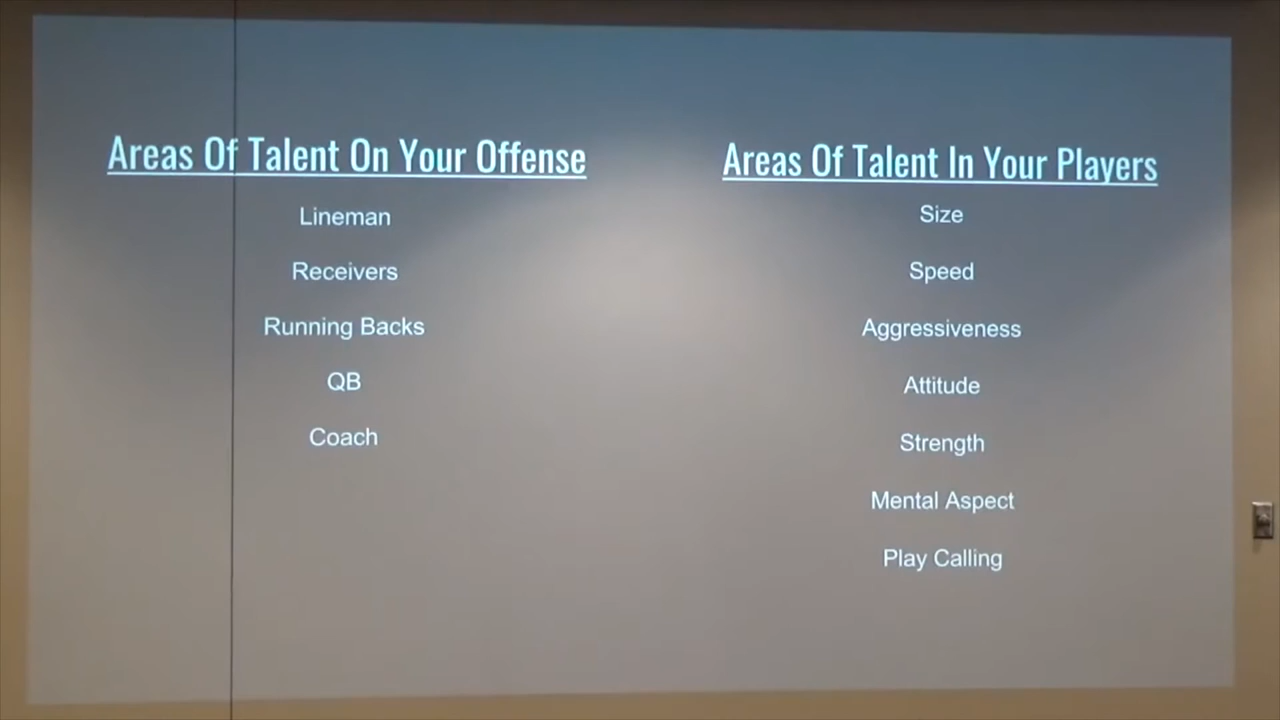 Areas Of Talent On Your Offense
Lineman
Receivers
Running Backs
QB
Coach
Areas Of Talent In Your Players
Size
Speed
Aggressiveness
Attitude
Strength
Mental Aspect
Play Calling